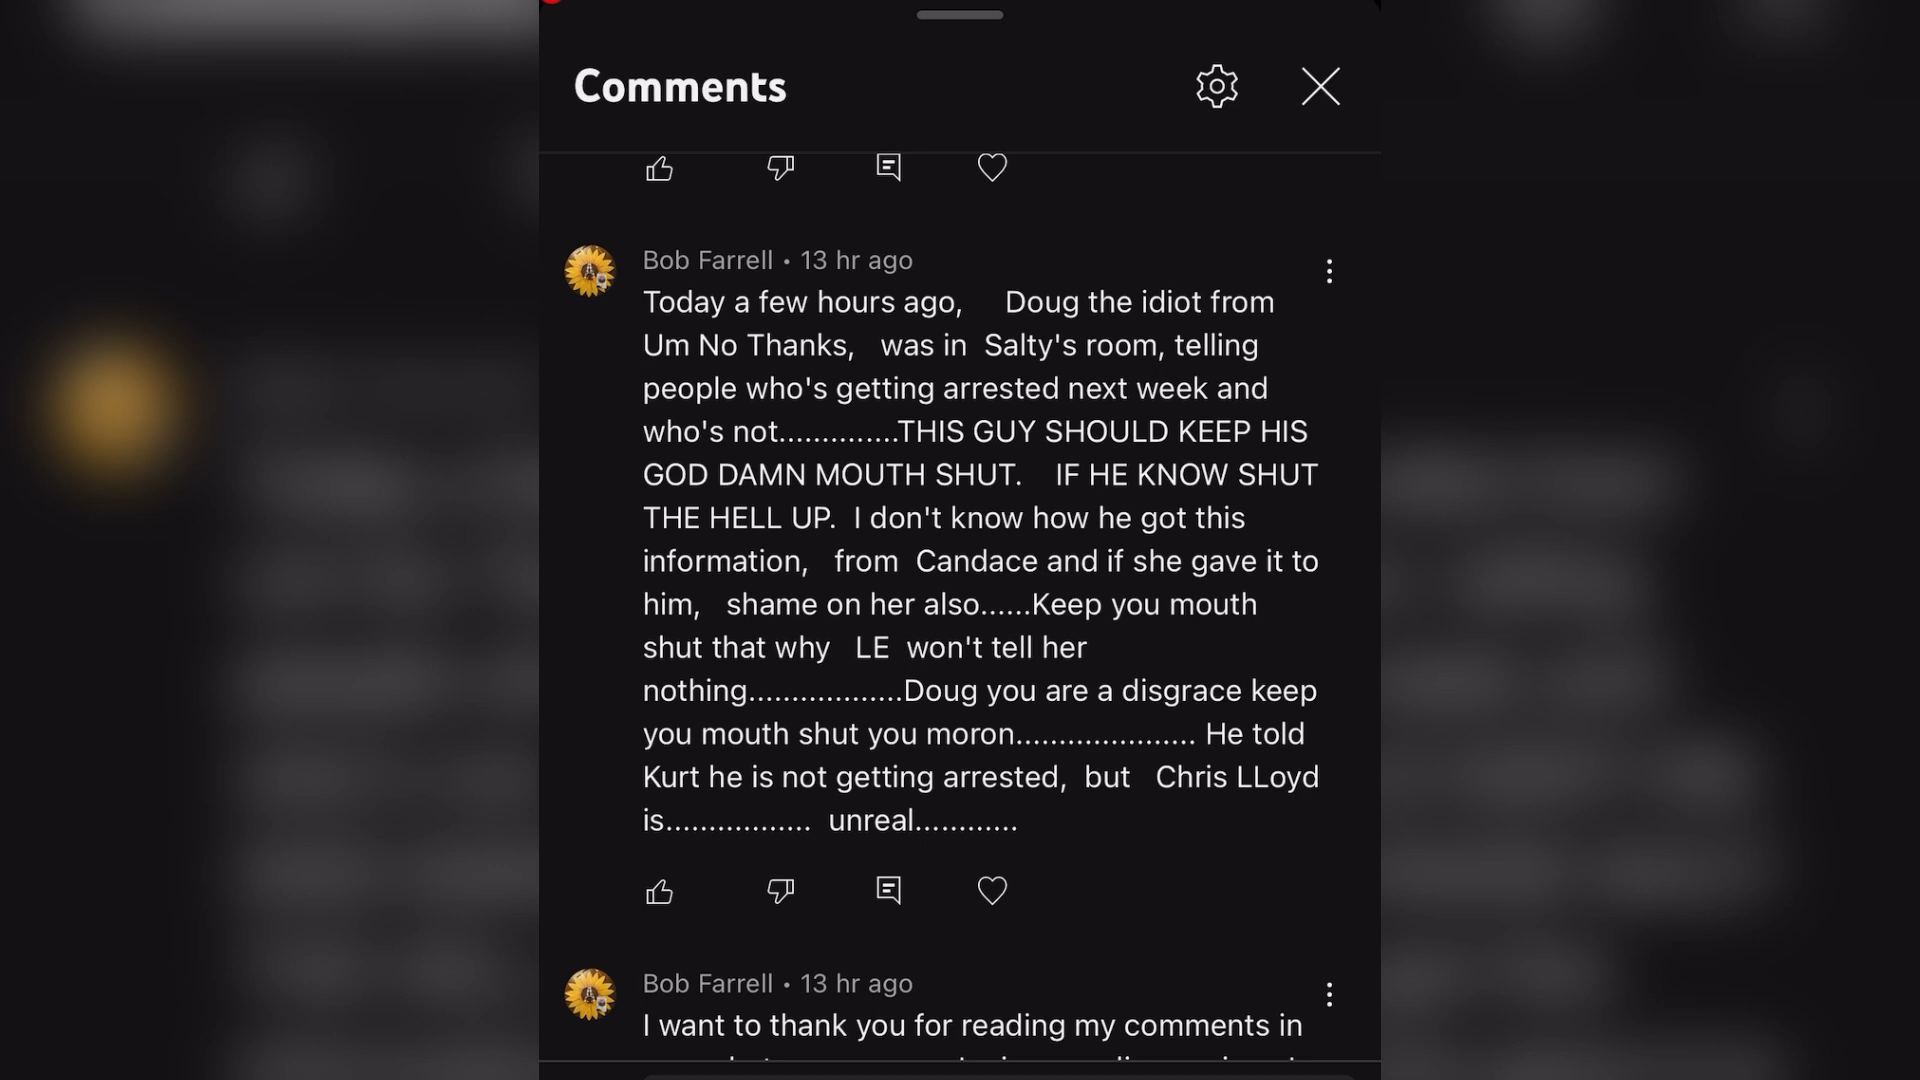 Comments
Bob Farrell • 13 hr ago
Today a few hours ago,     Doug the idiot from
Um No Thanks,   was in  Salty's room, telling
people who's getting arrested next week and
who's not..............THIS GUY SHOULD KEEP HIS
GOD DAMN MOUTH SHUT.    IF HE KNOW SHUT
THE HELL UP.  I don't know how he got this
information,   from  Candace and if she gave it to
him,   shame on her also......Keep you mouth
shut that why   LE  won't tell her
nothing..................Doug you are a disgrace keep
you mouth shut you moron..................... He told
Kurt he is not getting arrested,  but   Chris LLoyd
is.................  unreal............
Bob Farrell • 13 hr ago
I want to thank you for reading my comments in